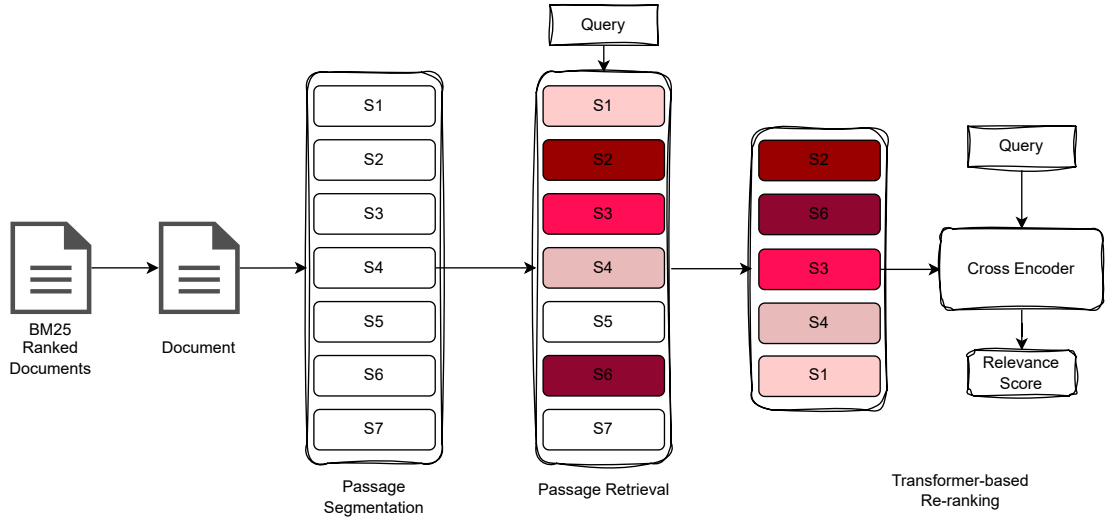 Query
S1
S2
S3
S4
S5
S6
S7
S1
S2
S3
S4
S5
S6
S7
S2
S6
S3
S4
S1
Query
Cross Encoder
Relevance
Score
BM25
Ranked
Documents
Document
Passage
Segmentation
Passage Retrieval
Transformer-based
Re-ranking